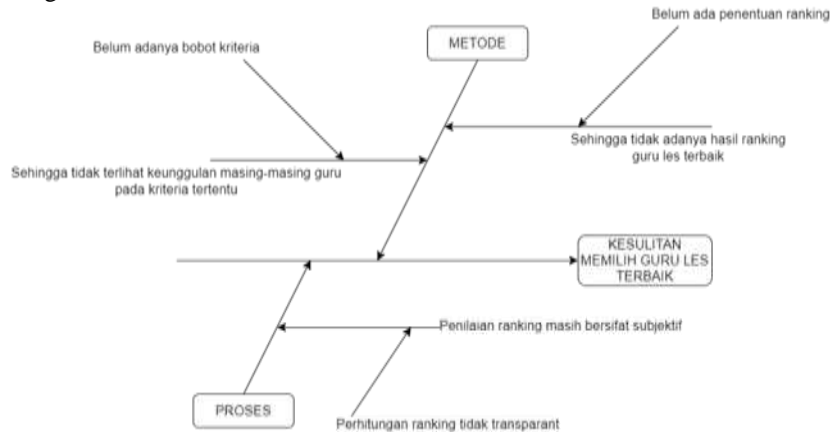 Belum ada penentuan ranking
METODE
Belum adanya bobot kriteria
Sehingga tidak adanya hasil ranking
guru les terbaik
Sehingga tidak terlihat keunggulan masing-masing guru
pada kriteria tertentu
KESULITAN
MEMILIH GURU LES
TERBAIK
Penilaian ranking masih bersifat subjektif
PROSES
Perhitungan ranking tidak transparant